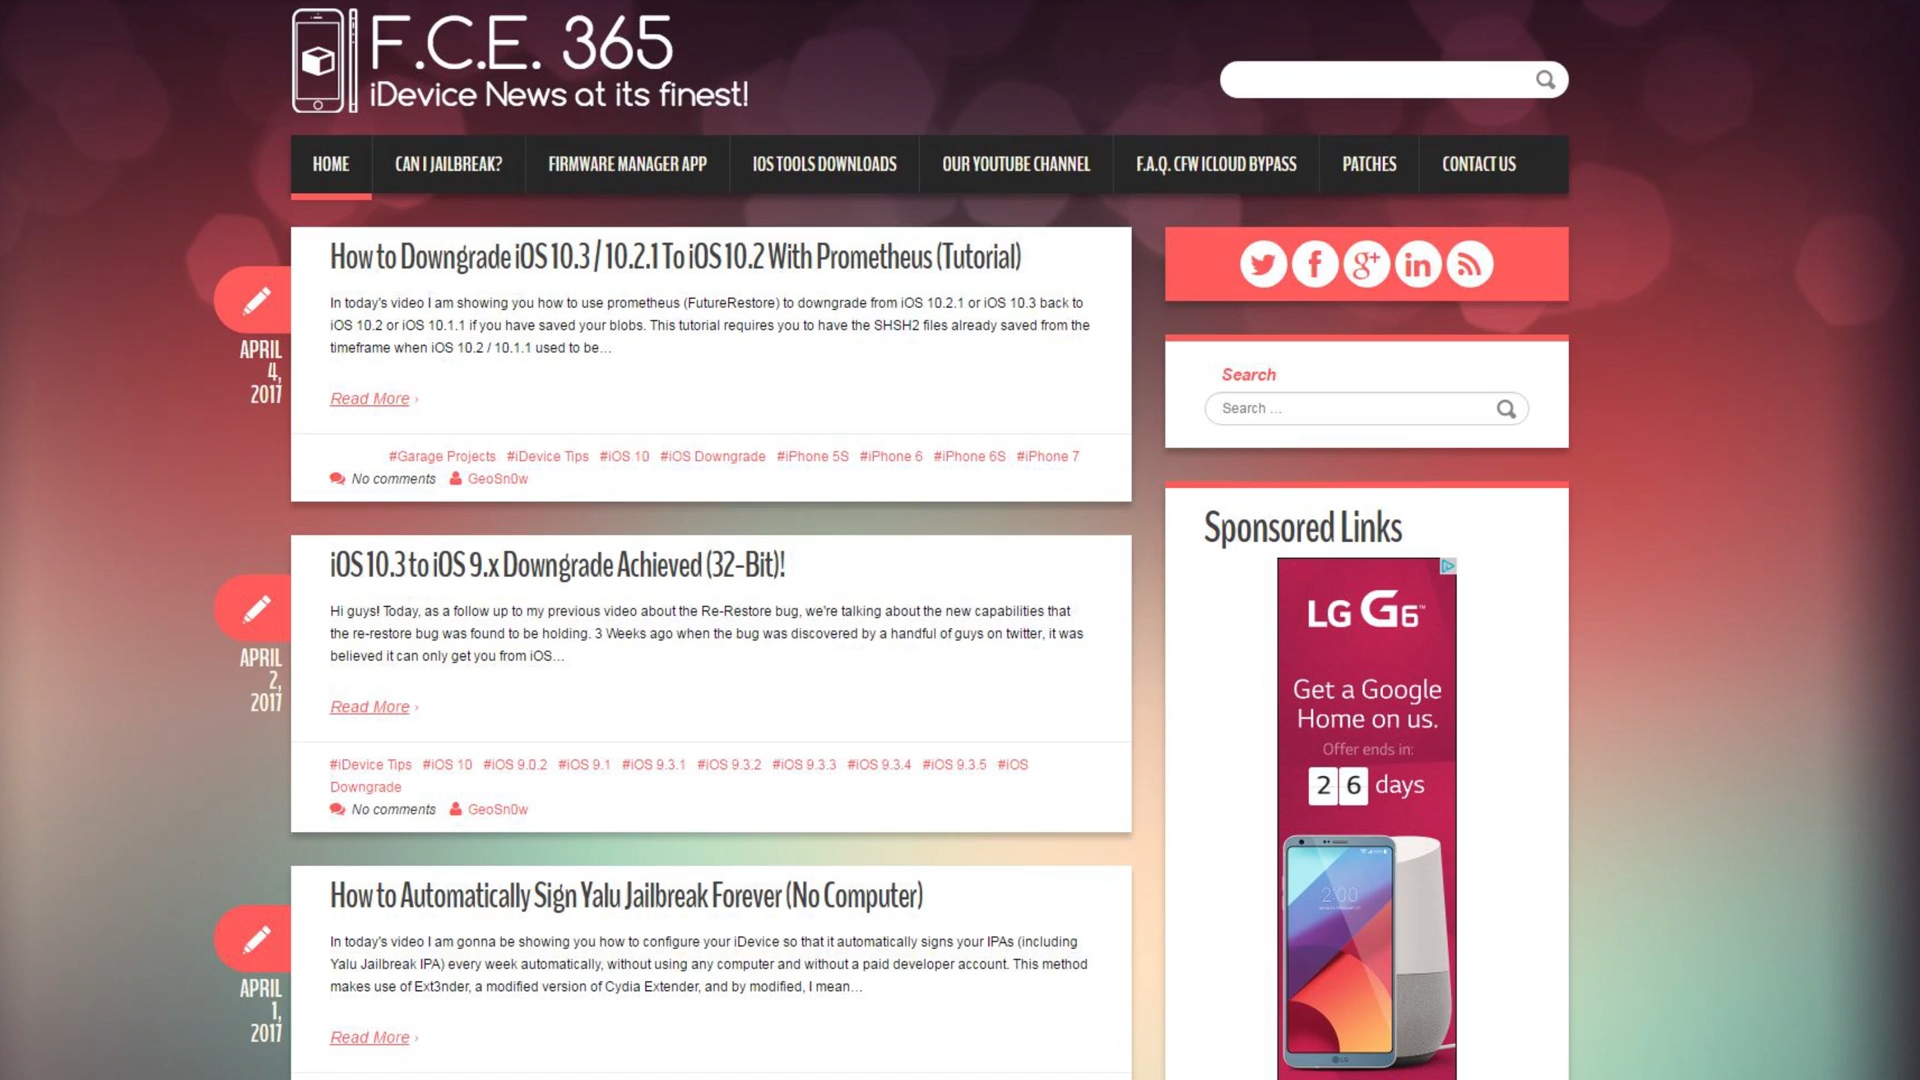 F.C.E. 365
iDevice News at its finest!
HOME CAN I JAILBREAK? FIRMWARE MANAGER APP IOS TOOLS DOWNLOADS OUR YOUTUBE CHANNEL F.A.Q. CFW ICLOUD BYPASS PATCHES CONTACT US
How to Downgrade iOS 10.3 / 10.2.1 To iOS 10.2 With Prometheus (Tutorial)
In today's video I am showing you how to use prometheus (FutureRestore) to downgrade from iOS 10.2.1 or iOS 10.3 back to
iOS 10.2 or iOS 10.1.1 if you have saved your blobs. This tutorial requires you to have the SHSH2 files already saved from the
timeframe when iOS 10.2 / 10.1.1 used to be…
APRIL
4,
2017
Read More ›
#Garage Projects #iDevice Tips #iOS 10 #iOS Downgrade #iPhone 5S #iPhone 6 #iPhone 6S #iPhone 7
No comments GeoSn0w
iOS 10.3 to iOS 9.x Downgrade Achieved (32-Bit)!
Hi guys! Today, as a follow up to my previous video about the Re-Restore bug, we're talking about the new capabilities that
the re-restore bug was found to be holding. 3 Weeks ago when the bug was discovered by a handful of guys on twitter, it was
believed it can only get you from iOS…
APRIL
2,
2017
Read More ›
#iDevice Tips #iOS 10 #iOS 9.0.2 #iOS 9.1 #iOS 9.3.1 #iOS 9.3.2 #iOS 9.3.3 #iOS 9.3.4 #iOS 9.3.5 #iOS
Downgrade
No comments GeoSn0w
How to Automatically Sign Yalu Jailbreak Forever (No Computer)
In today's video I am gonna be showing you how to configure your iDevice so that it automatically signs your IPAs (including
Yalu Jailbreak IPA) every week automatically, without using any computer and without a paid developer account. This method
makes use of Ext3nder, a modified version of Cydia Extender, and by modified, I mean…
APRIL
1,
2017
Read More ›
g+ in
Search
Search …
Sponsored Links
LG G6™
Get a Google
Home on us.
Offer ends in:
26 days
2:00
LG